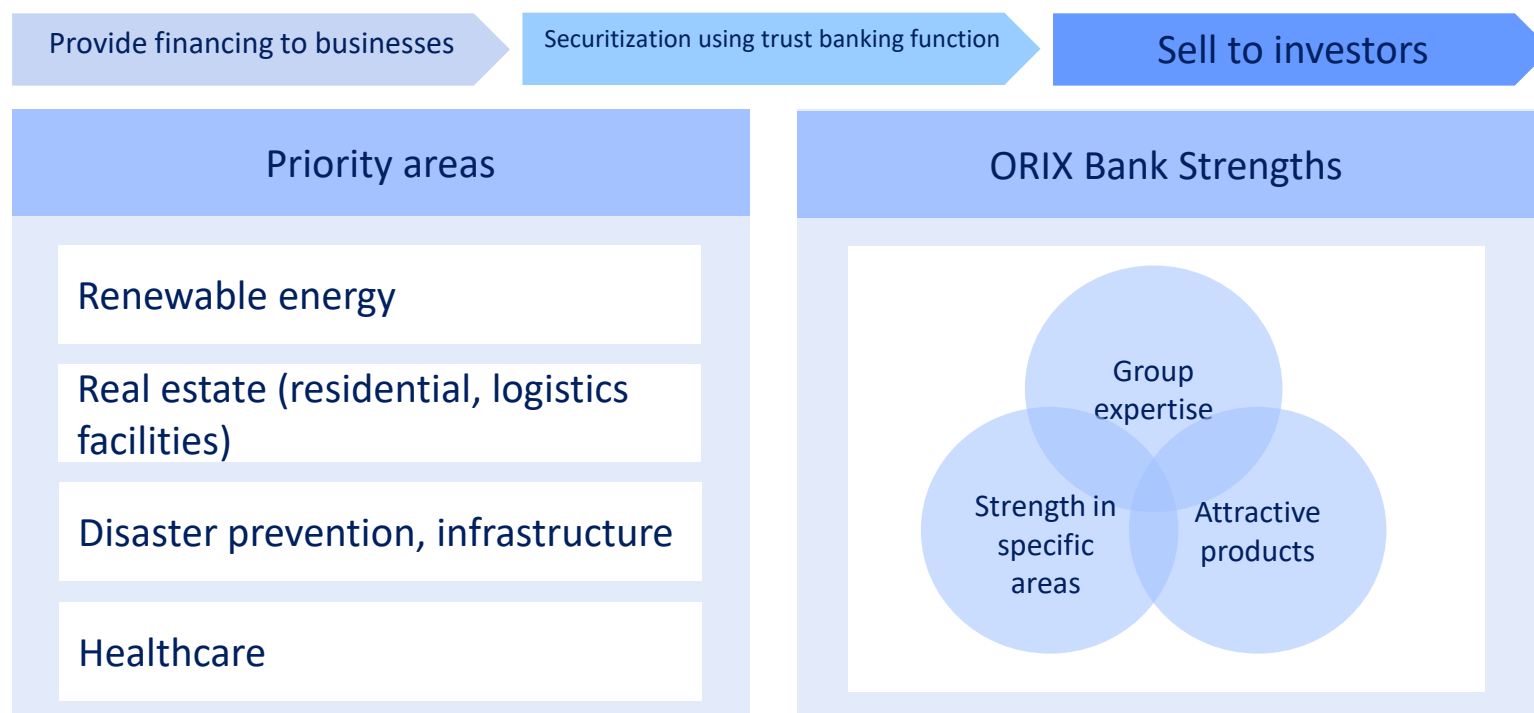 Provide financing to businesses
Securitization using trust banking function
Sell to investors
Priority areas
Renewable energy
Real estate (residential, logistics
facilities)
Disaster prevention, infrastructure
Healthcare
ORIX Bank Strengths
Group
expertise
Strength in
specific
areas
Attractive
products